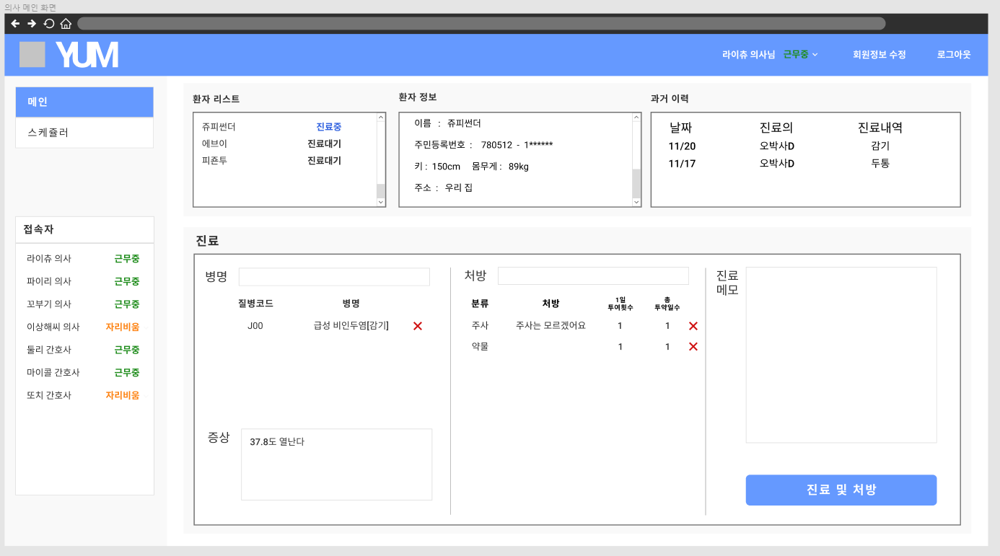 의사 메인 화면
YUM
라이츄 의사님 근무중 회원정보 수정 로그아웃
메인
스케쥴러
접속자
라이츄 의사 근무중
파이리 의사 근무중
꼬부기 의사 근무중
이상해씨 의사 자리비움
둘리 간호사 근무중
마이콜 간호사 근무중
또치 간호사 자리비움
환자 리스트
쥬피썬더 진료중
에브이 진료대기
피죤투 진료대기
환자 정보
이름 : 쥬피썬더
주민등록번호 : 780512 - 1******
키 : 150cm 몸무게 : 89kg
주소 : 우리 집
과거 이력
날짜 진료의 진료내역
11/20 오박사D 감기
11/17 오박사D 두통
진료
병명
질병코드 병명
J00 급성 비인두염[감기]
증상
37.8도 열난다
처방
분류 처방 1일 투여횟수 총 투약일수
주사 주사는 모르겠어요 1 1
약물 1 1
진료
메모
진료 및 처방